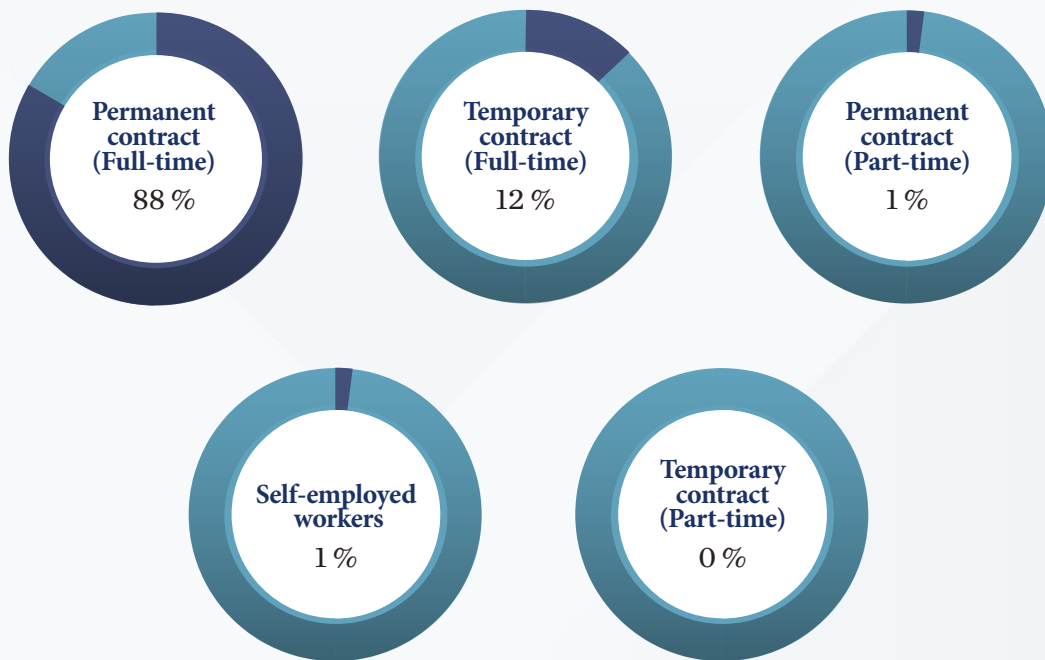 Permanent
contract
(Full-time)
88 %
Temporary
contract
(Full-time)
12 %
Permanent
contract
(Part-time)
1 %
Self-employed
workers
1 %
Temporary
contract
(Part-time)
0 %